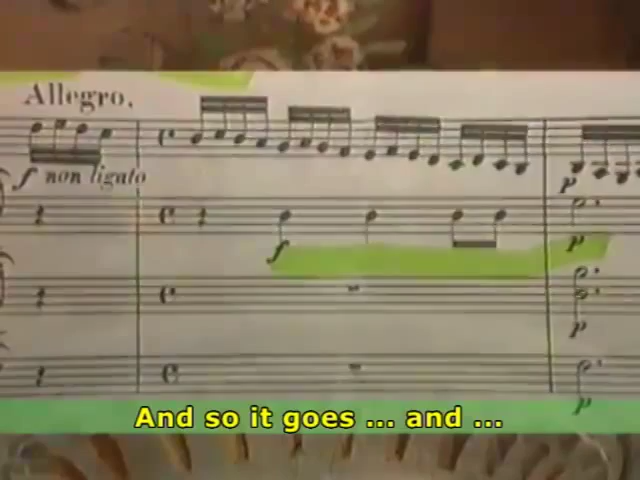 Allegro.
f non ligato
p
f
p
p
p
And so it goes ... and ...